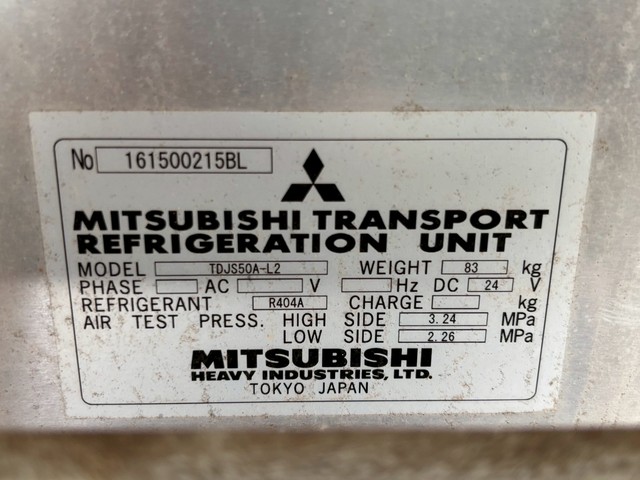 No 161500215BL
MITSUBISHI TRANSPORT
REFRIGERATION UNIT
MODEL TDJS50A-L2 WEIGHT 83 kg
PHASE AC V Hz DC 24 V
REFRIGERANT R404A CHARGE kg
AIR TEST PRESS. HIGH SIDE 3.24 MPa
LOW SIDE 2.26 MPa
MITSUBISHI
HEAVY INDUSTRIES, LTD.
TOKYO JAPAN